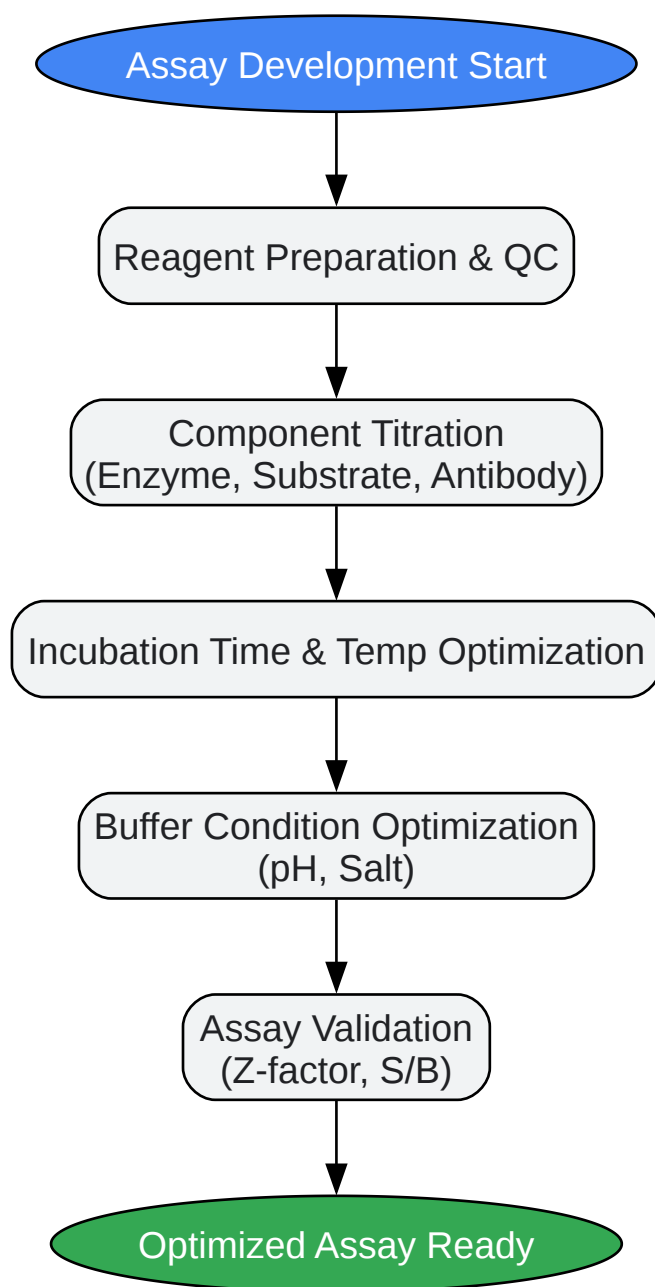 Assay Development Start
Reagent Preparation & QC
Component Titration
(Enzyme, Substrate, Antibody)
Incubation Time & Temp Optimization
Buffer Condition Optimization
(pH, Salt)
Assay Validation
(Z-factor, S/B)
Optimized Assay Ready